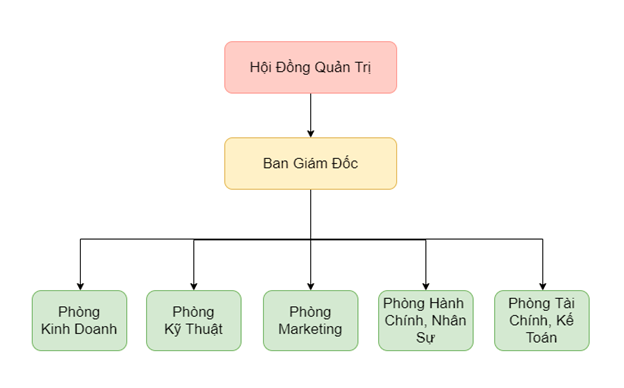 Hội Đồng Quản Trị
Ban Giám Đốc
Phòng
Kinh Doanh
Phòng
Kỹ Thuật
Phòng
Marketing
Phòng Hành
Chính, Nhân
Sự
Phòng Tài
Chính, Kế
Toán